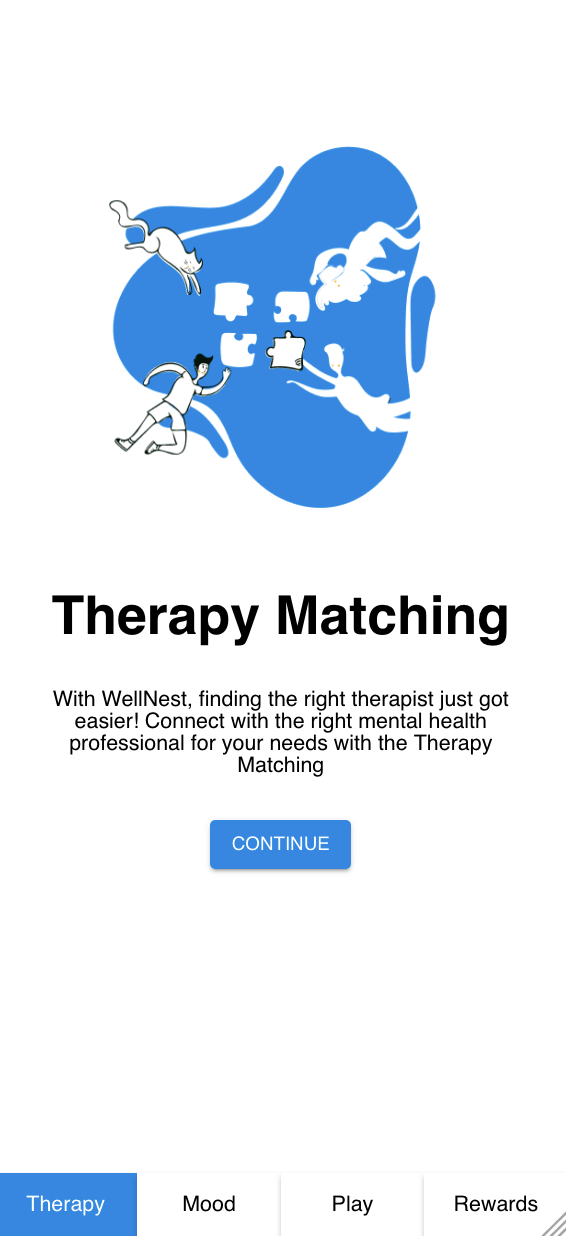 Therapy Matching
With WellNest, finding the right therapist just got
easier! Connect with the right mental health
professional for your needs with the Therapy
Matching
CONTINUE
Therapy Mood Play Rewards